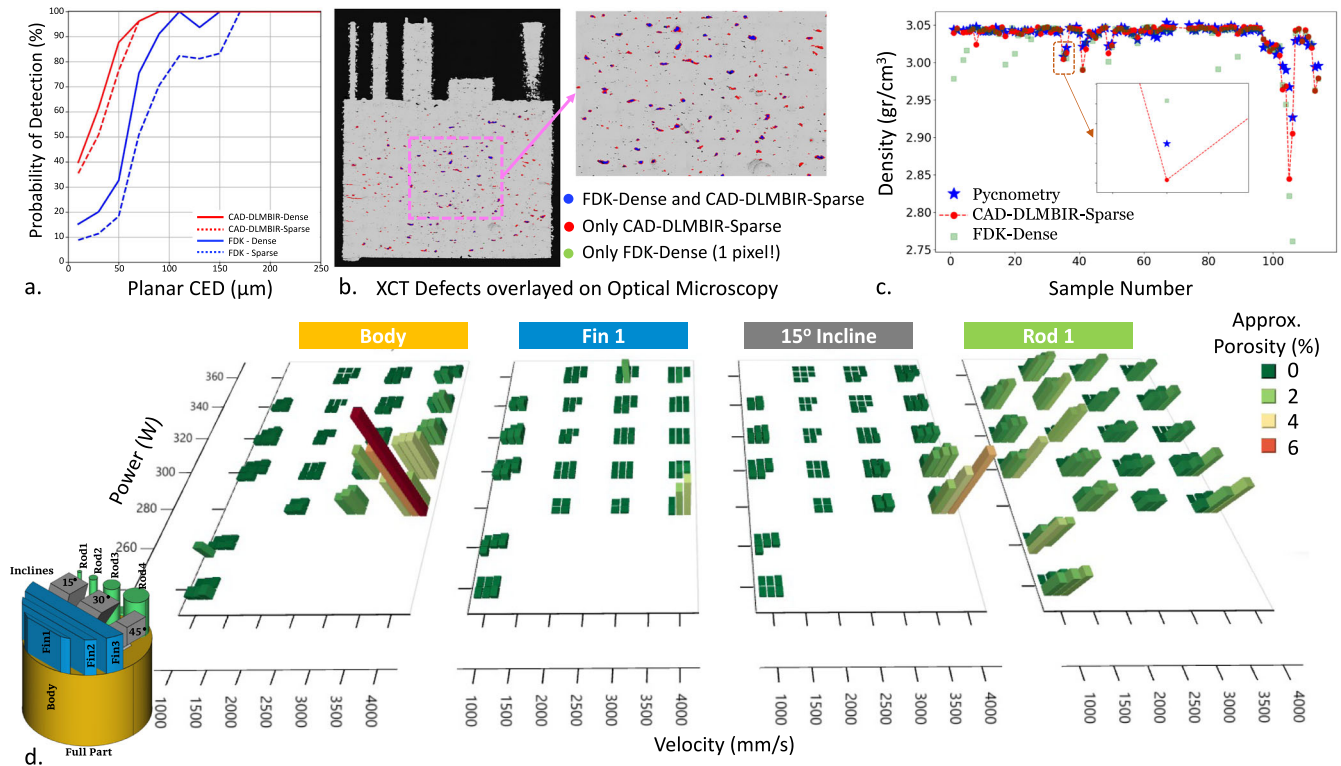 Probability of Detection (%)
100
90
80
70
60
50
40
30
20
10
0
0
50
100
150
200
250
CAD-DLMBIR-Dense
CAD-DLMBIR-Sparse
FDK - Dense
FDK - Sparse
a.
Planar CED (μm)
FDK-Dense and CAD-DLMBIR-Sparse
Only CAD-DLMBIR-Sparse
Only FDK-Dense (1 pixel!)
b.
XCT Defects overlayed on Optical Microscopy
Density (gr/cm³)
3.05
3.00
2.95
2.90
2.85
2.80
2.75
Pycnometry
CAD-DLMBIR-Sparse
FDK-Dense
0
20
40
60
80
100
c.
Sample Number
Body
Fin 1
15° Incline
Rod 1
Approx.
Porosity (%)
0
2
4
6
Power (W)
360
340
320
300
280
260
Inclines
15°
30°
45°
Rod1
Rod2
Rod3
Rod4
Fin1
Fin2
Fin3
Body
Full Part
1000
1500
2000
2500
3000
3500
4000
1000
1500
2000
2500
3000
3500
4000
1000
1500
2000
2500
3000
3500
4000
1000
1500
2000
2500
3000
3500
4000
Velocity (mm/s)
d.